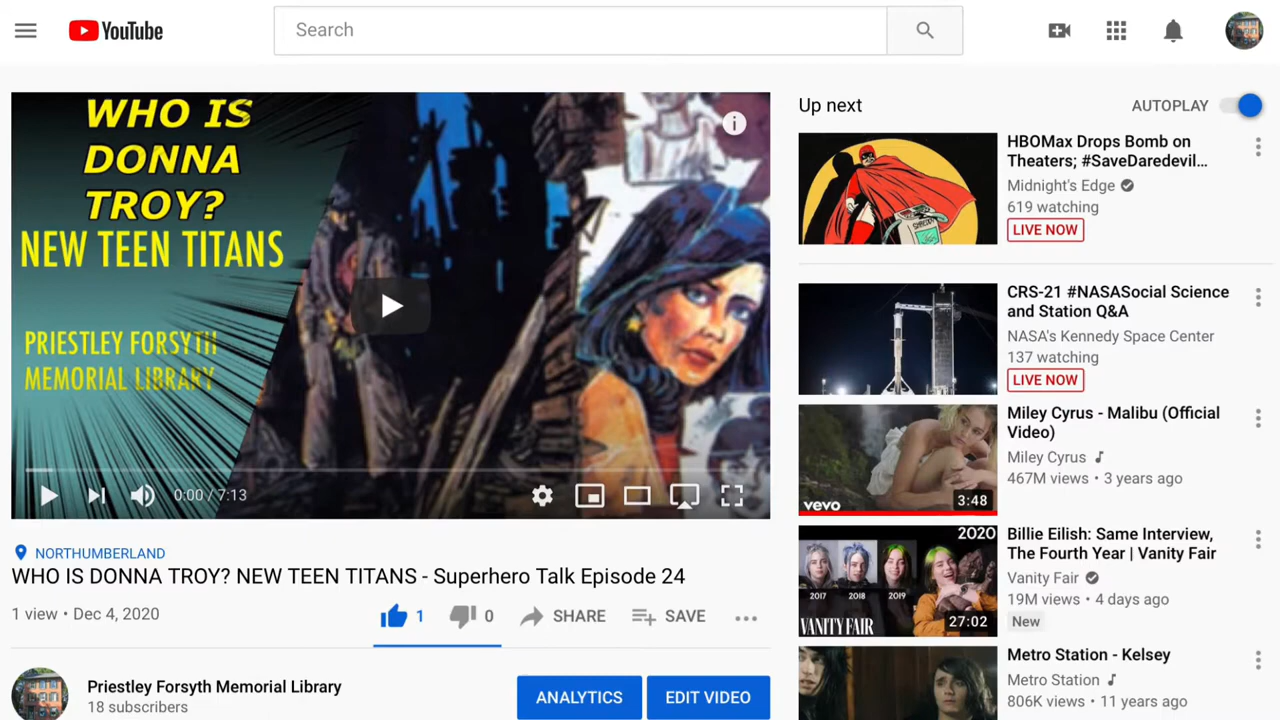 YouTube
Search
WHO IS
DONNA
TROY?
NEW TEEN TITANS
PRIESTLEY FORSYTH
MEMORIAL LIBRARY
0:00 / 7:13
NORTHUMBERLAND
WHO IS DONNA TROY? NEW TEEN TITANS - Superhero Talk Episode 24
1 view • Dec 4, 2020
1
0
SHARE
SAVE
Priestley Forsyth Memorial Library
18 subscribers
ANALYTICS
EDIT VIDEO
Up next
AUTOPLAY
HBOMax Drops Bomb on
Theaters; #SaveDaredevil...
Midnight's Edge
619 watching
LIVE NOW
CRS-21 #NASASocial Science
and Station Q&A
NASA's Kennedy Space Center
137 watching
LIVE NOW
vevo
3:48
Miley Cyrus - Malibu (Official
Video)
Miley Cyrus
467M views • 3 years ago
2020
2017
2018
2019
VANITY FAIR
27:02
Billie Eilish: Same Interview,
The Fourth Year | Vanity Fair
Vanity Fair
19M views • 4 days ago
New
Metro Station - Kelsey
Metro Station
806K views • 11 years ago